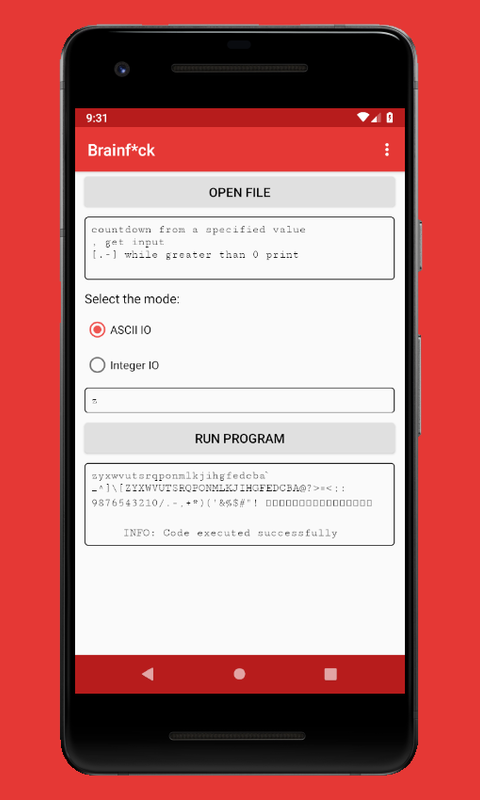 9:31
Brainf*ck
OPEN FILE
countdown from a specified value
, get input
[.-] while greater than 0 print
Select the mode:
ASCII IO
Integer IO
z
RUN PROGRAM
zyxwvutsrqponmlkjihgfedcba`
_^]\[ZYXWVUTSRQPONMLKJIHGFEDCBA@?>=<;:
9876543210/.-,+*)('&%$#"!
INFO: Code executed successfully